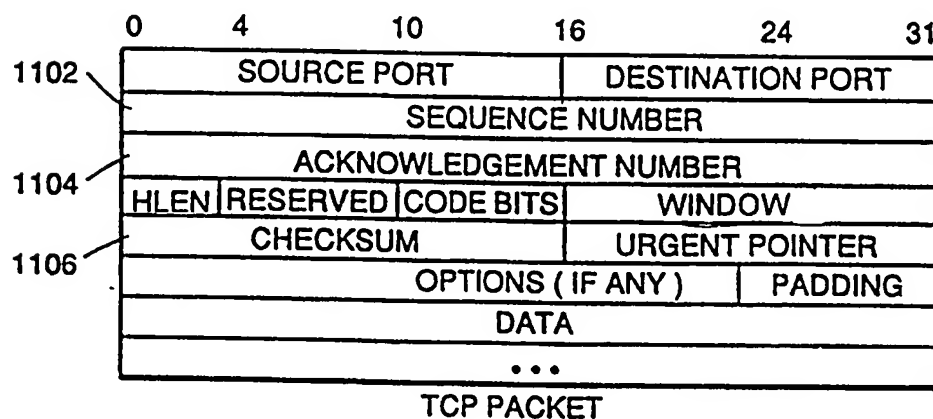 0 4 10 16 24 31
1102 SOURCE PORT DESTINATION PORT
SEQUENCE NUMBER
1104 ACKNOWLEDGEMENT NUMBER
HLEN RESERVED CODE BITS WINDOW
1106 CHECKSUM URGENT POINTER
OPTIONS ( IF ANY ) PADDING
DATA
•••
TCP PACKET